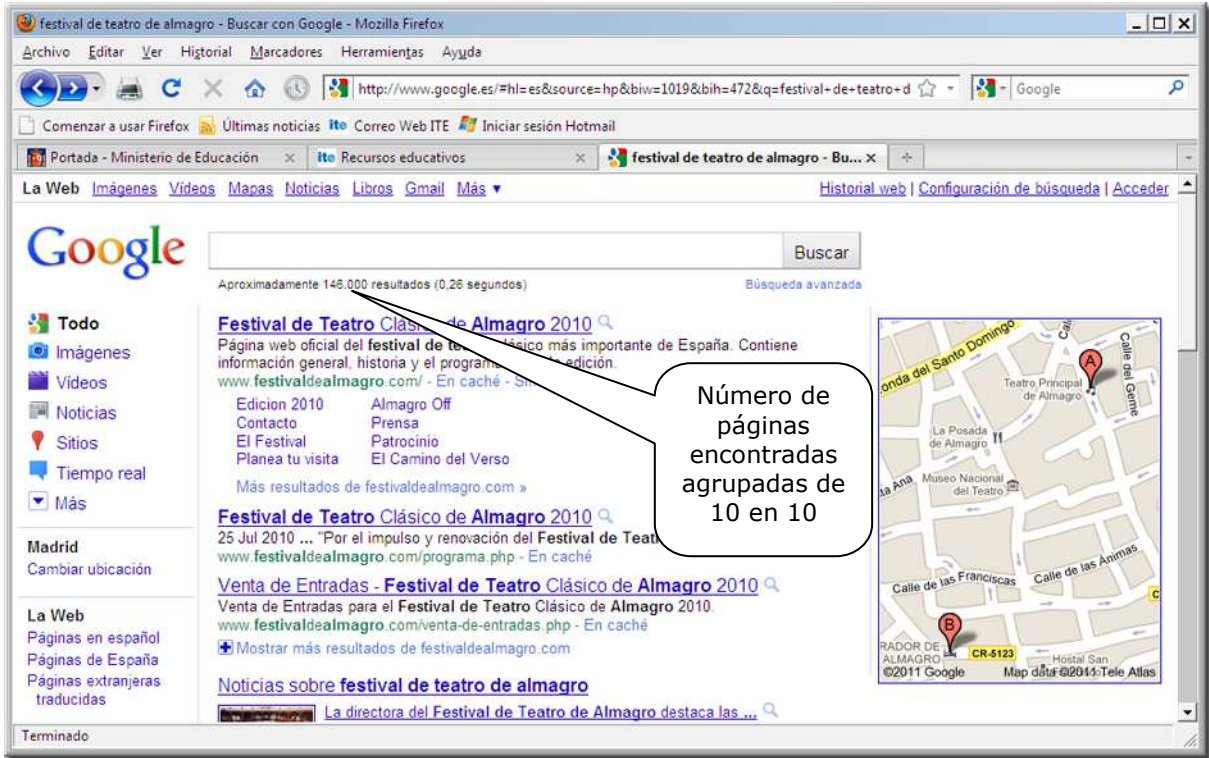 festival de teatro de almagro - Buscar con Google - Mozilla Firefox
Archivo Editar Ver Historial Marcadores Herramientas Ayuda
http://www.google.es/#hl=es&source=hp&biw=1019&bih=472&q=festival+de+teatro+d Google
Comenzar a usar Firefox Últimas noticias ite Correo Web ITE Iniciar sesión Hotmail
Portada - Ministerio de Educación ite Recursos educativos festival de teatro de almagro - Bu...
La Web Imágenes Vídeos Mapas Noticias Libros Gmail Más Historial web | Configuración de búsqueda | Acceder
Google
Buscar
Aproximadamente 146.000 resultados (0,26 segundos) Búsqueda avanzada
Todo
Imágenes
Vídeos
Noticias
Sitios
Tiempo real
Más
Madrid
Cambiar ubicación
La Web
Páginas en español
Páginas de España
Páginas extranjeras
traducidas
Festival de Teatro Clásico de Almagro 2010
Página web oficial del festival de teatro clásico más importante de España. Contiene
información general, historia y el programa edición.
www.festivaldealmagro.com/ - En caché
Edicion 2010 Almagro Off
Contacto Prensa
El Festival Patrocinio
Planea tu visita El Camino del Verso
Más resultados de festivaldealmagro.com »
Festival de Teatro Clásico de Almagro 2010
25 Jul 2010 ... "Por el impulso y renovación del Festival de Teat
www.festivaldealmagro.com/programa.php - En caché
Venta de Entradas - Festival de Teatro Clásico de Almagro 2010
Venta de Entradas para el Festival de Teatro Clásico de Almagro 2010.
www.festivaldealmagro.com/venta-de-entradas.php - En caché
Mostrar más resultados de festivaldealmagro.com
Noticias sobre festival de teatro de almagro
La directora del Festival de Teatro de Almagro destaca las ...
Número de
páginas
encontradas
agrupadas de
10 en 10
onda del Santo Domingo
Cal
Calle del Geme
A
Teatro Principal
de Almagro
La Posada
de Almagro
ta Ana
Museo Nacional
del Teatro
Calle de las Franciscas
Calle de las Ánimas
C
B
RADOR DE
ALMAGRO
CR-5123
Hostal San
©2011 Google Map data ©2011 Tele Atlas
Terminado